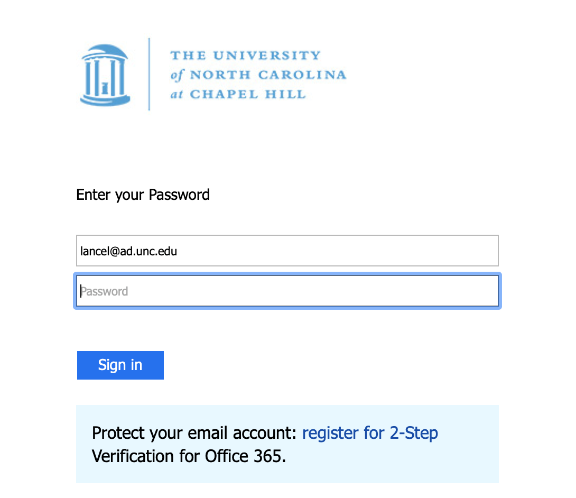 THE UNIVERSITY
of NORTH CAROLINA
at CHAPEL HILL
Enter your Password
lancel@ad.unc.edu
Password
Sign in
Protect your email account: register for 2-Step
Verification for Office 365.